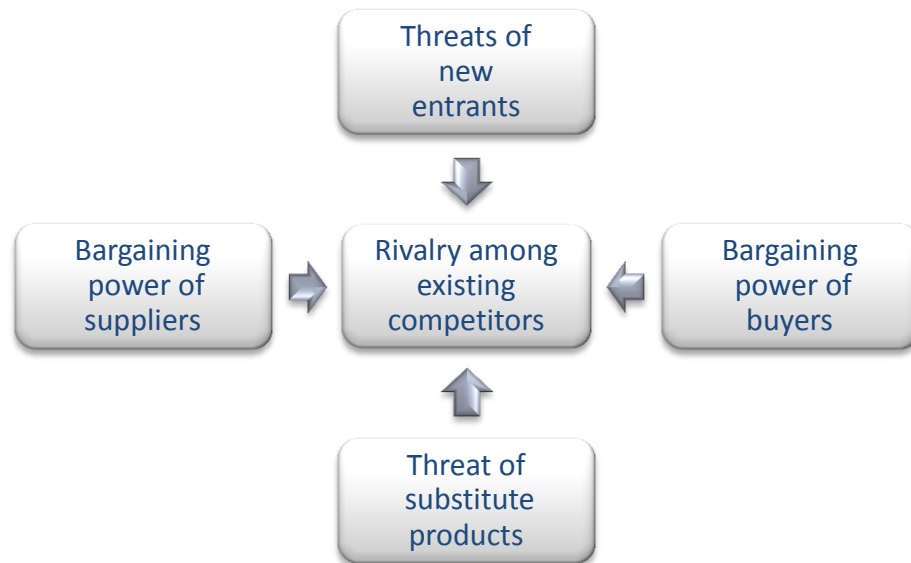 Threats of
new
entrants
Bargaining
power of
suppliers
Rivalry among
existing
competitors
Bargaining
power of
buyers
Threat of
substitute
products